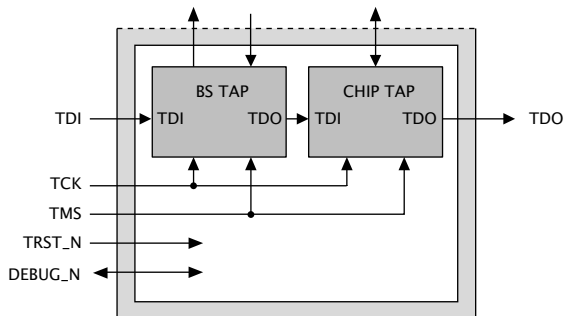 BS TAP
CHIP TAP
TDI
TDI
TDO
TDI
TDO
TDO
TCK
TMS
TRST_N
DEBUG_N